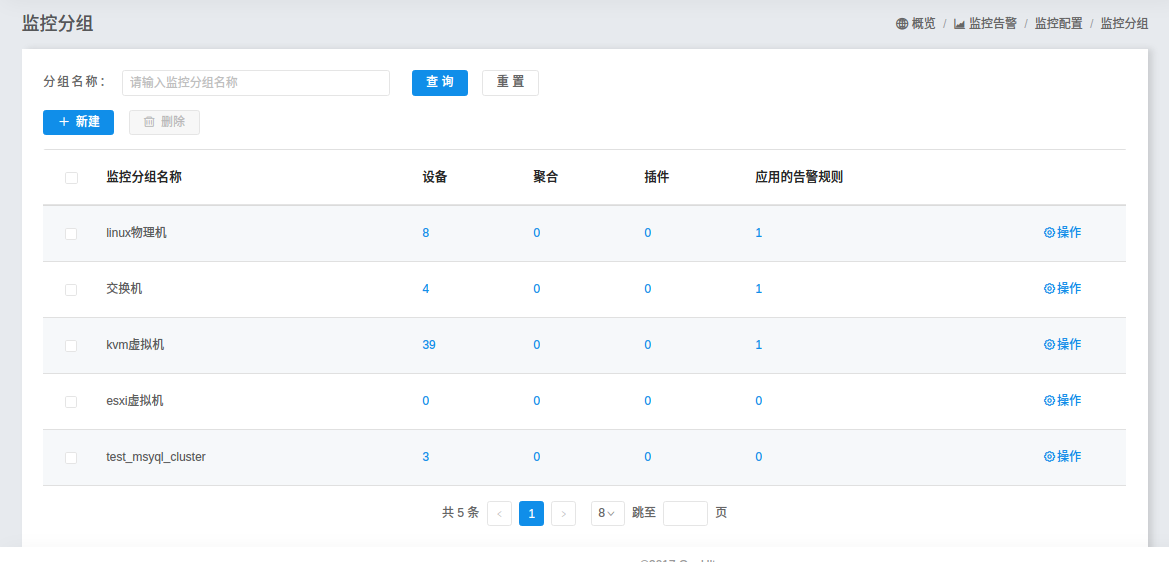 监控分组
概览 / 监控告警 / 监控配置 / 监控分组
分组名称： 请输入监控分组名称 查 询 重 置
新建 删除
监控分组名称 设备 聚合 插件 应用的告警规则
linux物理机 8 0 0 1 操作
交换机 4 0 0 1 操作
kvm虚拟机 39 0 0 1 操作
esxi虚拟机 0 0 0 0 操作
test_msyql_cluster 3 0 0 0 操作
共 5 条 < 1 > 8 跳至 页